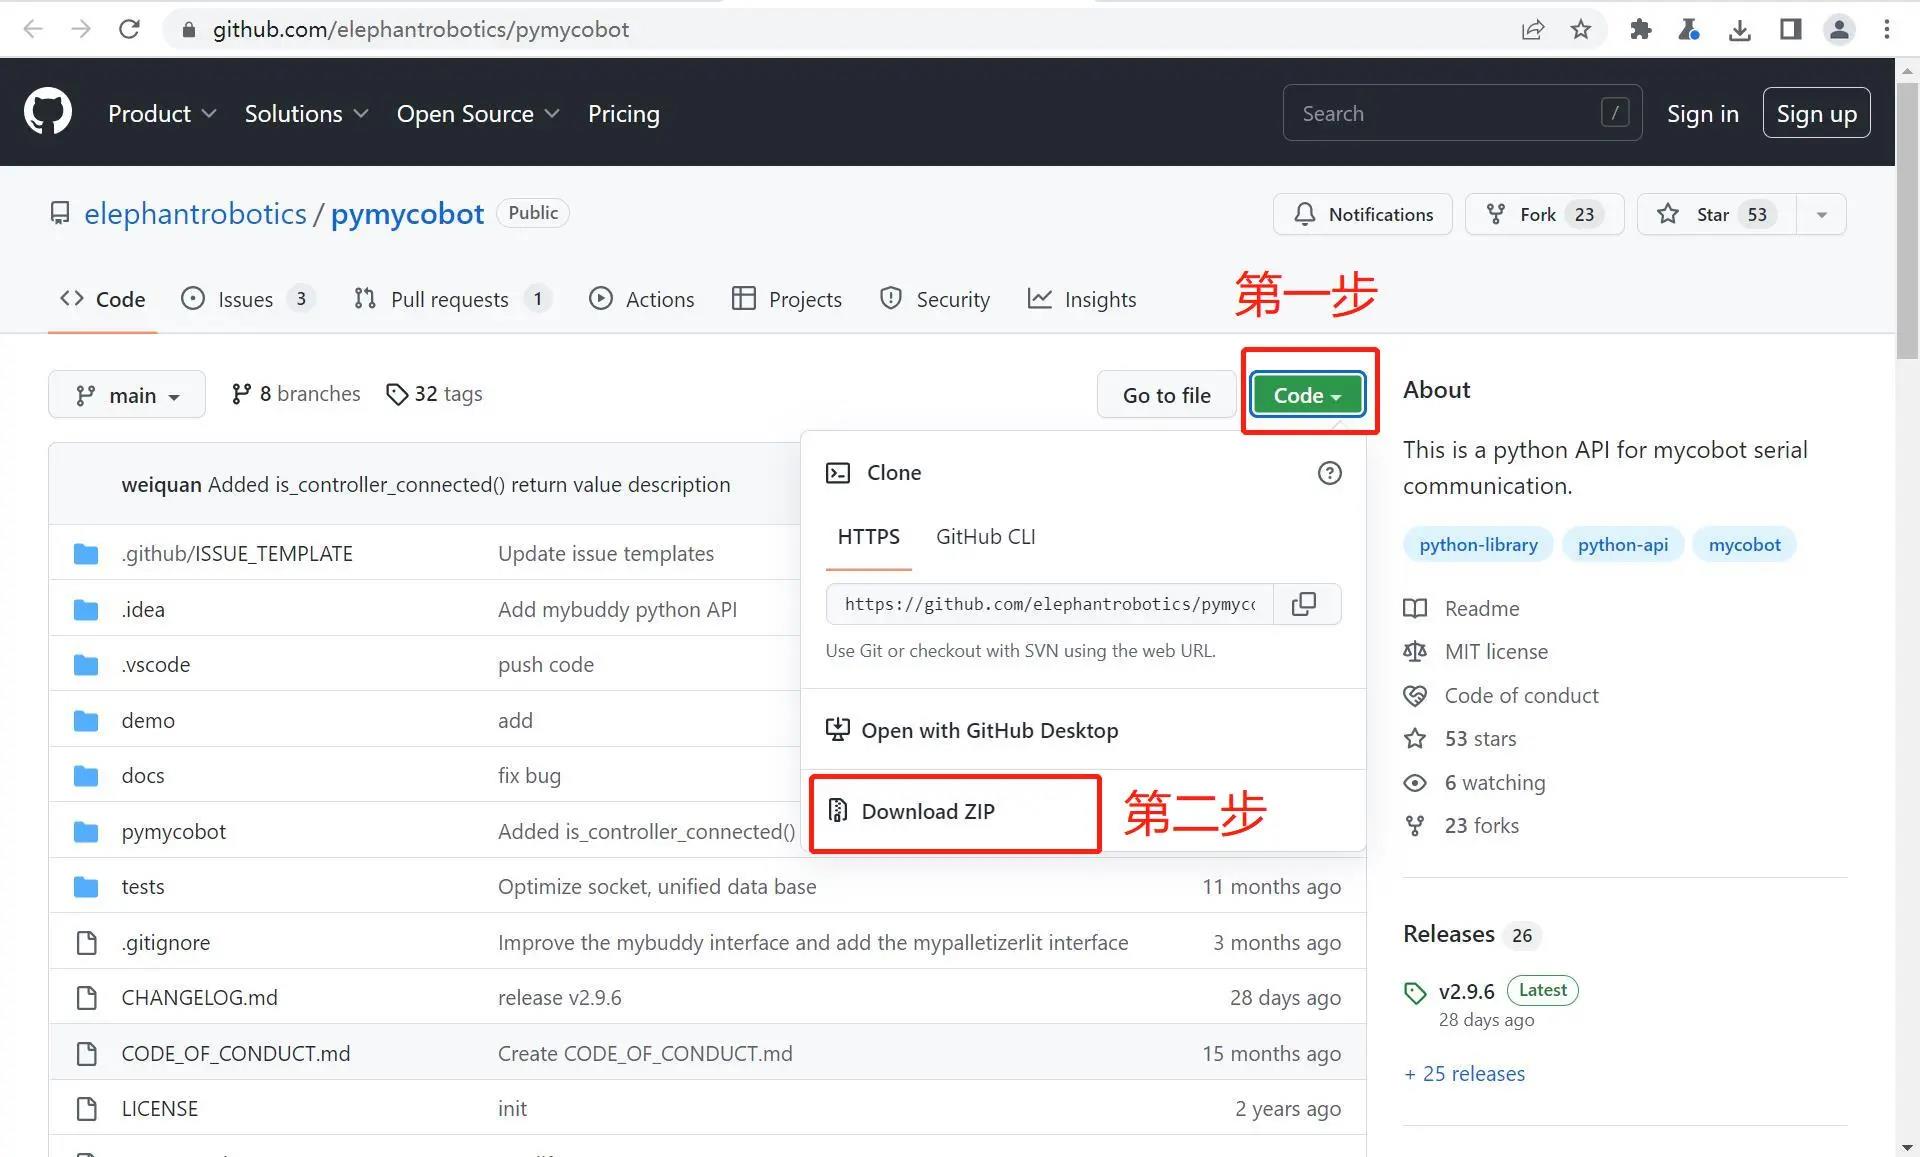 github.com/elephantrobotics/pymycobot
Product Solutions Open Source Pricing Search / Sign in Sign up
elephantrobotics / pymycobot Public Notifications Fork 23 Star 53
Code Issues 3 Pull requests 1 Actions Projects Security Insights
第一步
main 8 branches 32 tags Go to file Code
weiquan Added is_controller_connected() return value description
.github/ISSUE_TEMPLATE Update issue templates
.idea Add mybuddy python API
.vscode push code
demo add
docs fix bug
pymycobot Added is_controller_connected()
tests Optimize socket, unified data base 11 months ago
.gitignore Improve the mybuddy interface and add the mypalletizerlit interface 3 months ago
CHANGELOG.md release v2.9.6 28 days ago
CODE_OF_CONDUCT.md Create CODE_OF_CONDUCT.md 15 months ago
LICENSE init 2 years ago
Clone
HTTPS GitHub CLI
https://github.com/elephantrobotics/pymyc
Use Git or checkout with SVN using the web URL.
Open with GitHub Desktop
Download ZIP 第二步
About
This is a python API for mycobot serial
communication.
python-library python-api mycobot
Readme
MIT license
Code of conduct
53 stars
6 watching
23 forks
Releases 26
v2.9.6 Latest
28 days ago
+ 25 releases